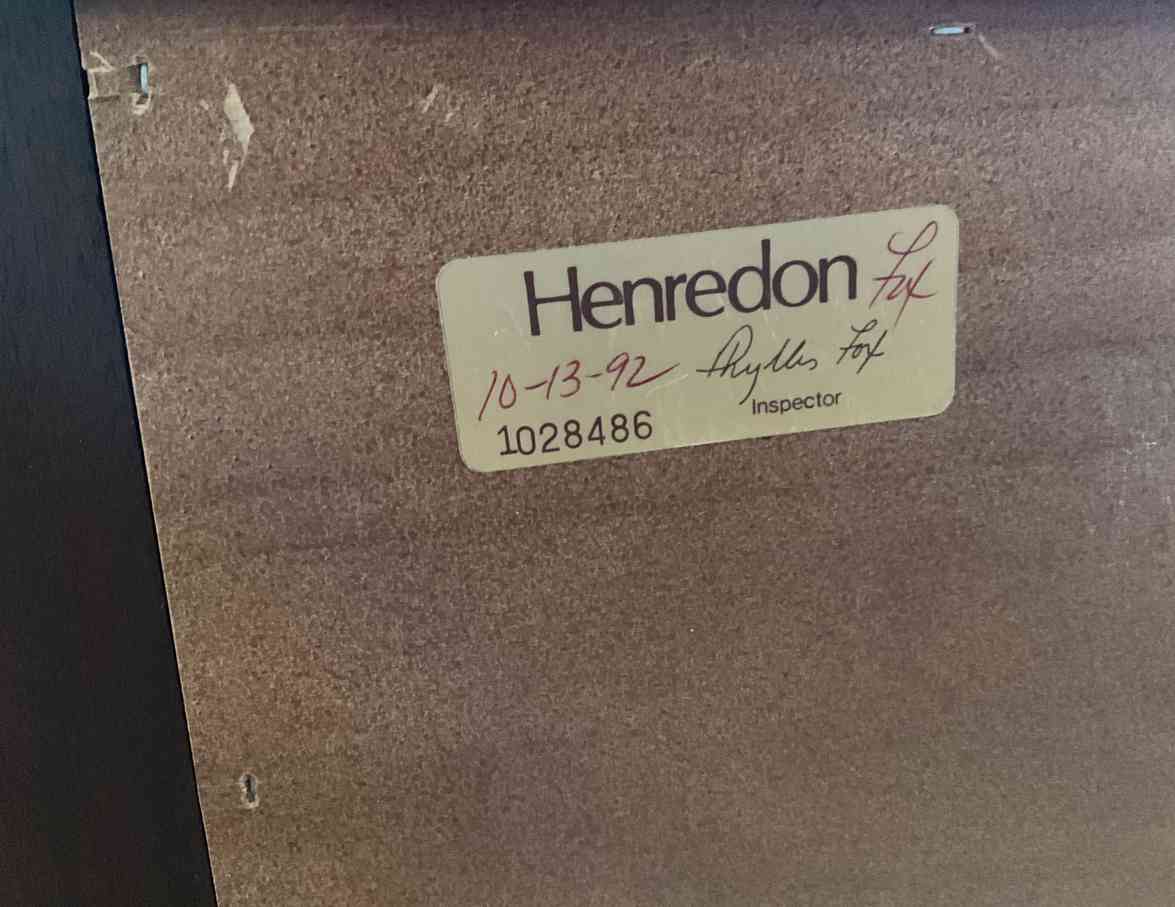 Henredon Fox
10-13-92 Phyllis Fox
Inspector
1028486